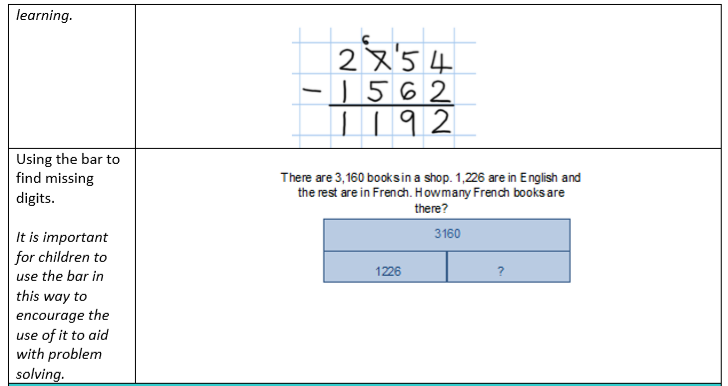 learning.
6 1
2 7 5 4
- 1 5 6 2
1 1 9 2
Using the bar to
find missing
digits.
It is important
for children to
use the bar in
this way to
encourage the
use of it to aid
with problem
solving.
There are 3,160 books in a shop. 1,226 are in English and
the rest are in French. How many French books are
there?
3160
1226 ?